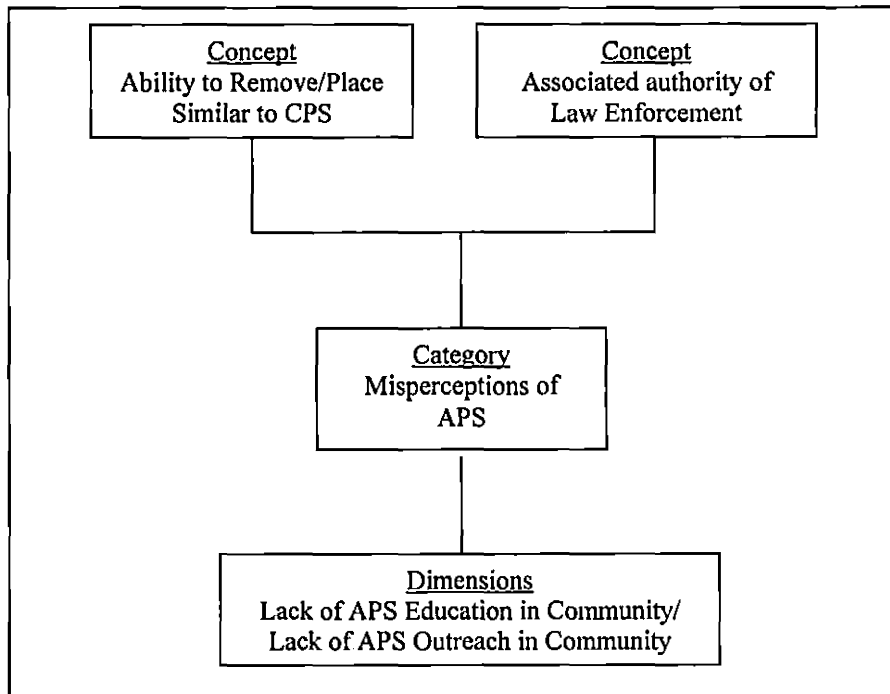 Concept
Ability to Remove/Place
Similar to CPS
Concept
Associated authority of
Law Enforcement
Category
Misperceptions of
APS
Dimensions
Lack of APS Education in Community/
Lack of APS Outreach in Community